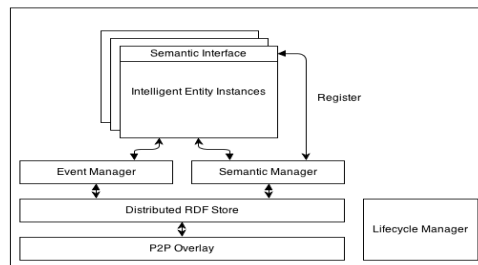 Semantic Interface
Intelligent Entity Instances
Register
Event Manager
Semantic Manager
Distributed RDF Store
Lifecycle Manager
P2P Overlay